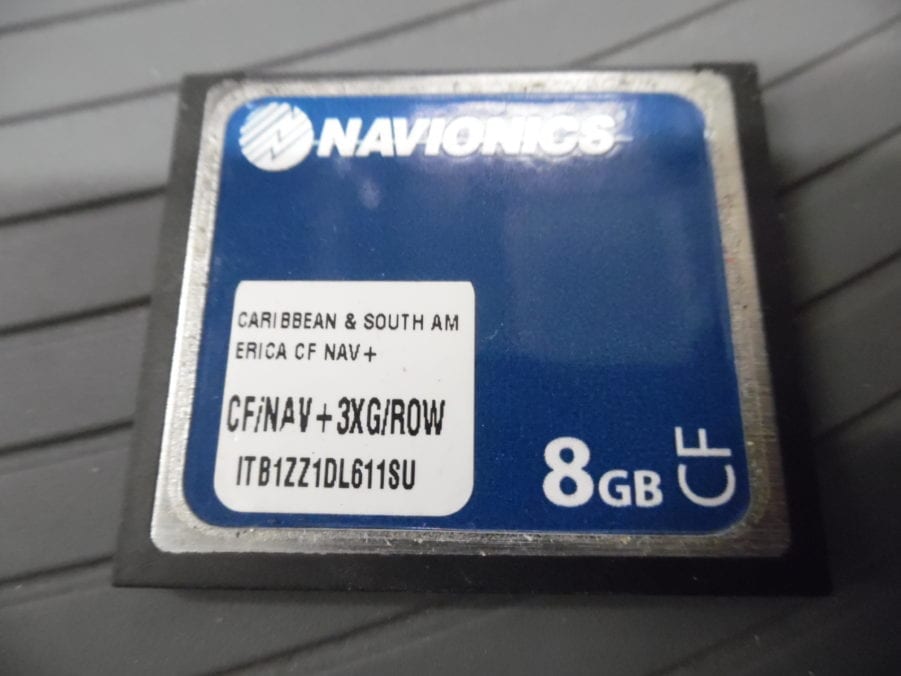 NAVIONICS
CARIBBEAN & SOUTH AM
ERICA CF NAV+
CF/NAV+3XG/ROW
ITB1ZZ1DL611SU
8GB
CF